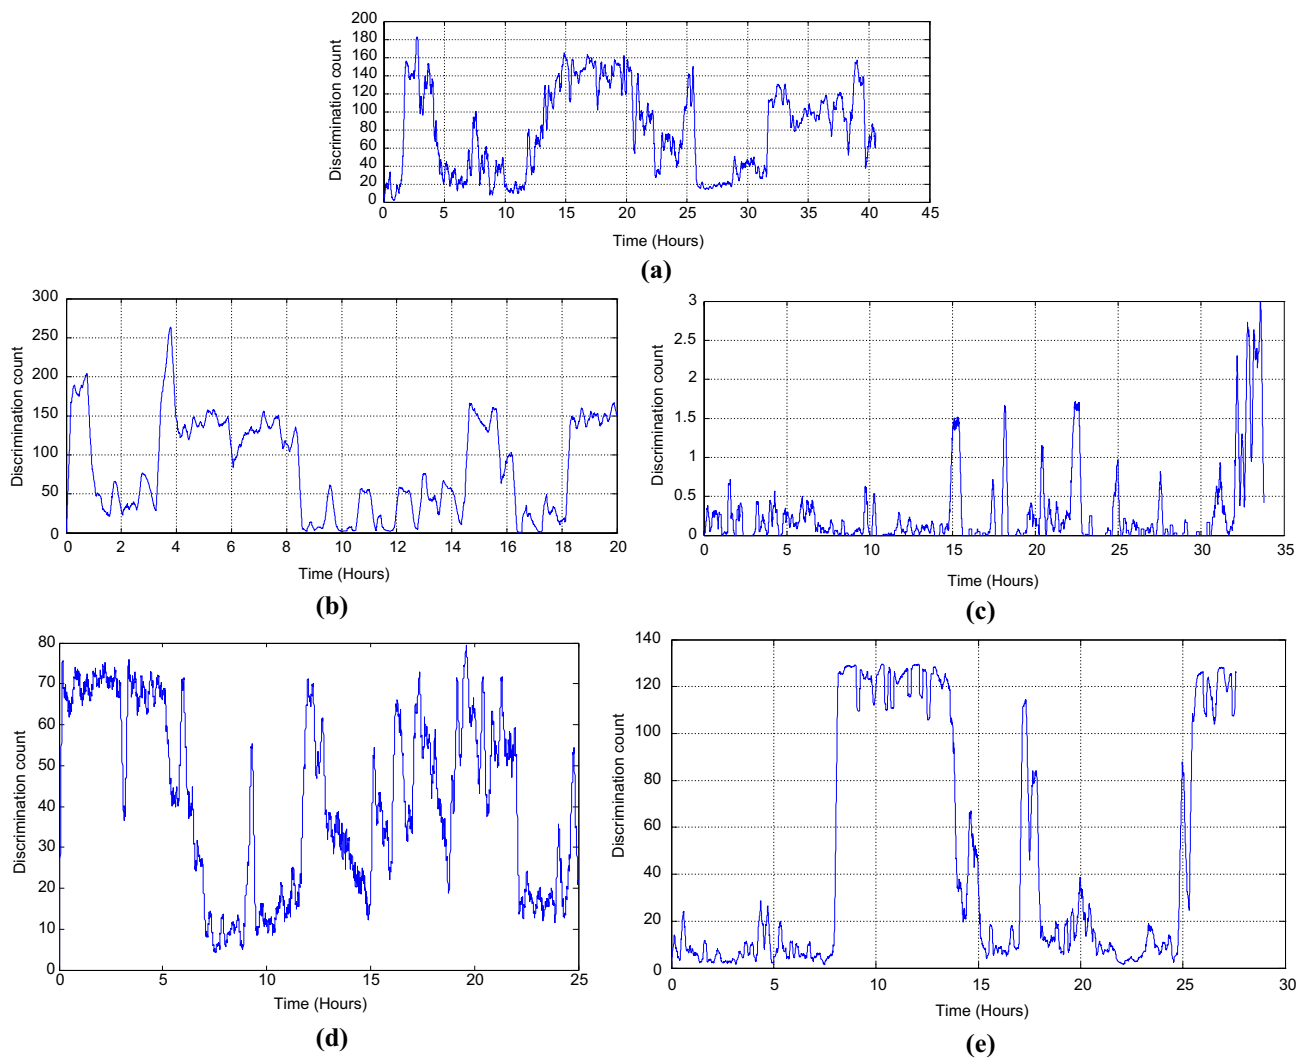 200
180
160
140
120
100
80
60
40
20
0
Discrimination count
0 5 10 15 20 25 30 35 40 45
Time (Hours)
(a)
300
250
200
150
100
50
0
Discrimination count
0 2 4 6 8 10 12 14 16 18 20
Time (Hours)
(b)
3
2.5
2
1.5
1
0.5
0
Discrimination count
0 5 10 15 20 25 30 35
Time (Hours)
(c)
80
70
60
50
40
30
20
10
0
Discrimination count
0 5 10 15 20 25
Time (Hours)
(d)
140
120
100
80
60
40
20
0
Discrimination count
0 5 10 15 20 25 30
Time (Hours)
(e)